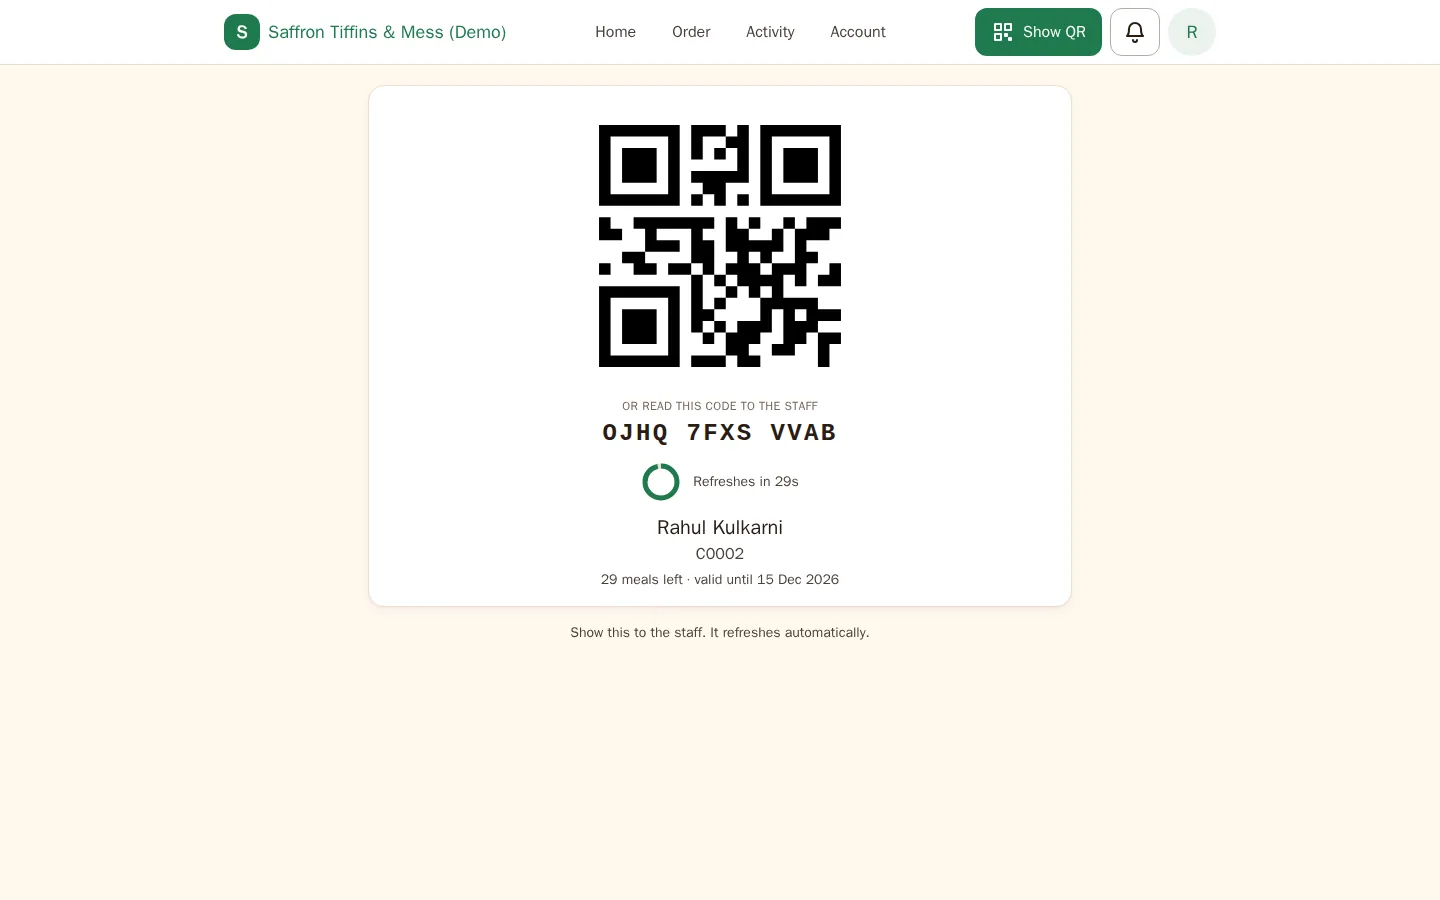 S Saffron Tiffins & Mess (Demo) Home Order Activity Account Show QR R
OR READ THIS CODE TO THE STAFF
OJHQ 7FXS VVAB
Refreshes in 29s
Rahul Kulkarni
C0002
29 meals left · valid until 15 Dec 2026
Show this to the staff. It refreshes automatically.